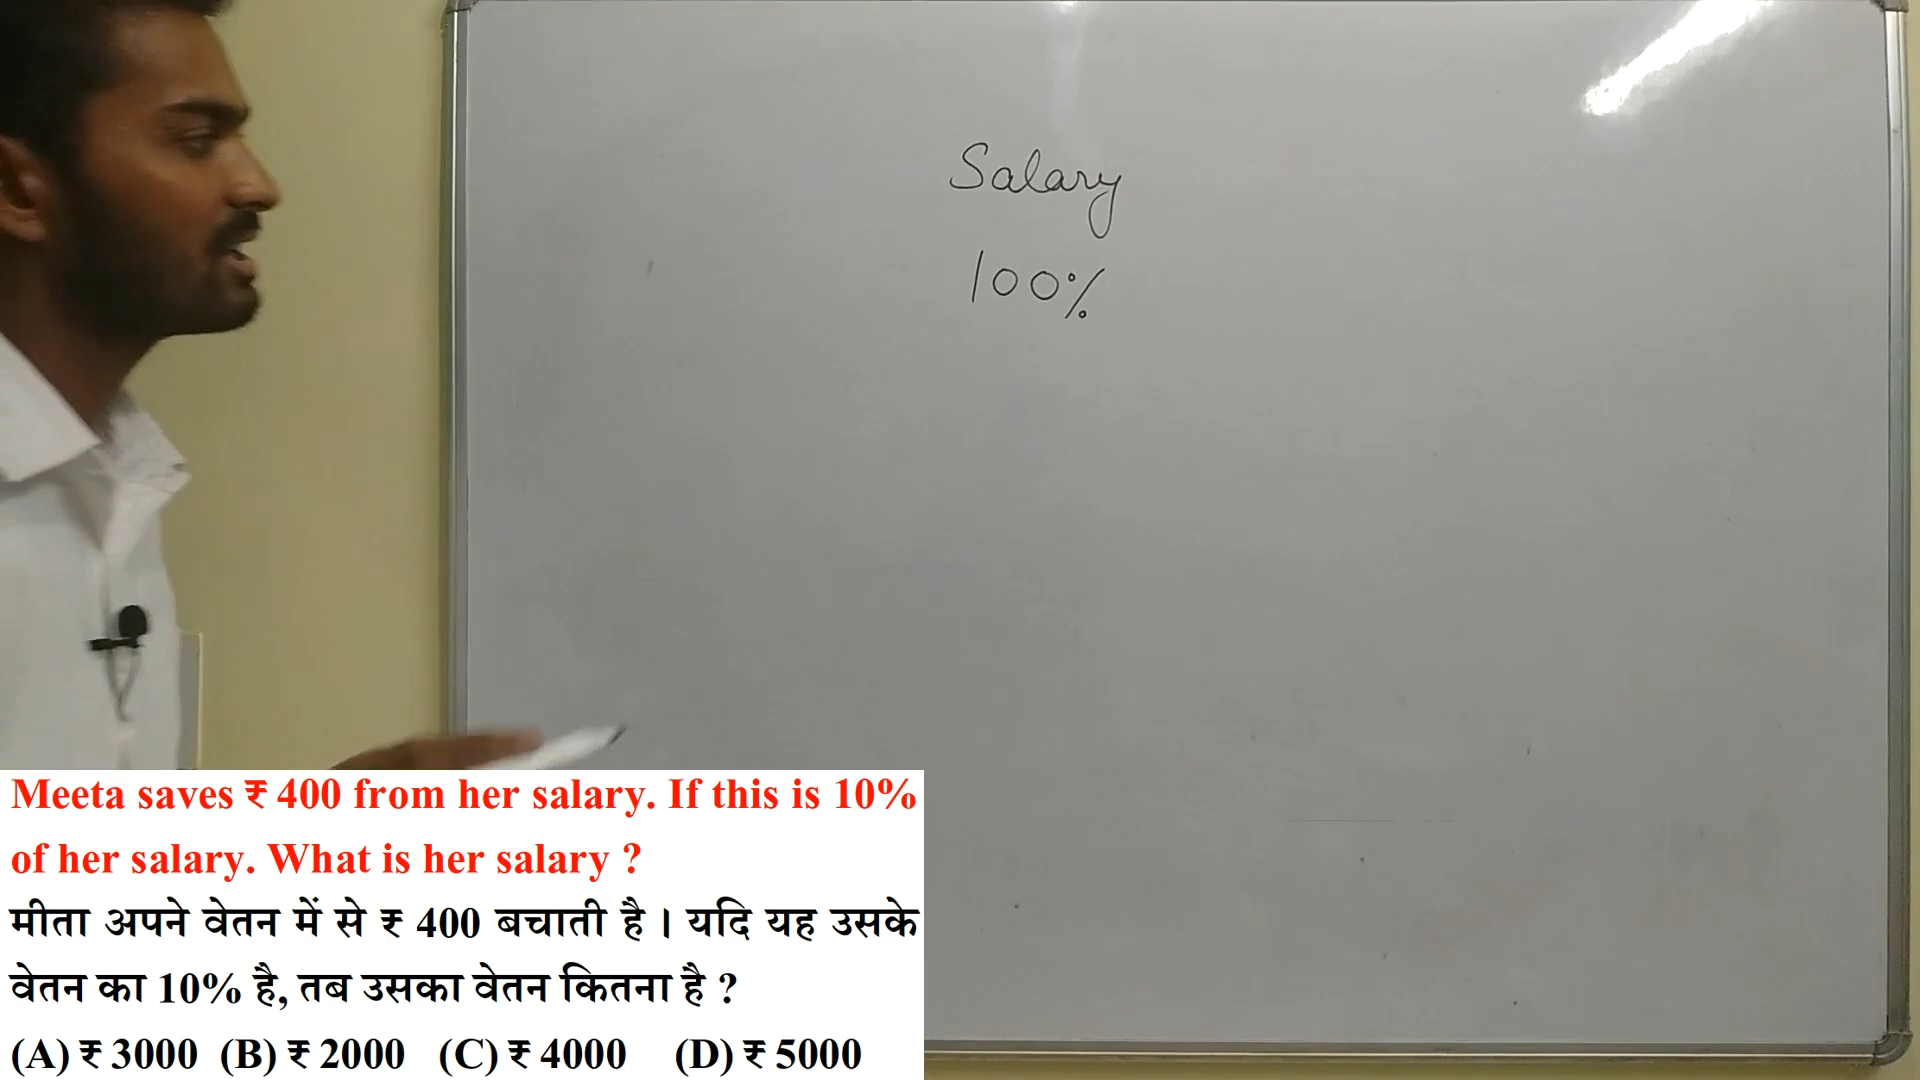 Salary
100%
Meeta saves ₹ 400 from her salary. If this is 10%
of her salary. What is her salary ?
मीता अपने वेतन में से ₹ 400 बचाती है । यदि यह उसके
वेतन का 10% है, तब उसका वेतन कितना है ?
(A) ₹ 3000 (B) ₹ 2000 (C) ₹ 4000 (D) ₹ 5000